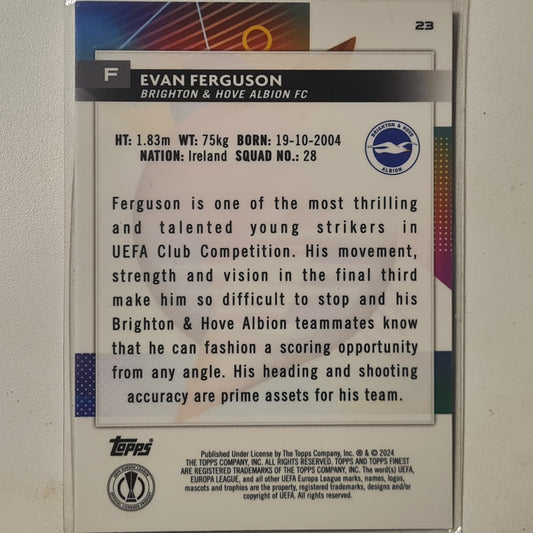 23
F
EVAN FERGUSON
BRIGHTON & HOVE ALBION FC
HT: 1.83m WT: 75kg BORN: 19-10-2004
NATION: Ireland SQUAD NO.: 28
BRIGHTON & HOVE
ALBION
Ferguson is one of the most thrilling
and talented young strikers in
UEFA Club Competition. His movement,
strength and vision in the final third
make him so difficult to stop and his
Brighton & Hove Albion teammates know
that he can fashion a scoring opportunity
from any angle. His heading and shooting
accuracy are prime assets for his team.
Topps
Published Under License by The Topps Company, Inc. ® & © 2024
THE TOPPS COMPANY, INC. ALL RIGHTS RESERVED. TOPPS AND TOPPS FINEST
ARE REGISTERED TRADEMARKS OF THE TOPPS COMPANY, INC. The word(s) UEFA,
EUROPA LEAGUE, and all other UEFA Europa League marks, names, logos,
mascots and trophies are the property, registered trademarks, designs and/or
copyright of UEFA. All rights reserved.